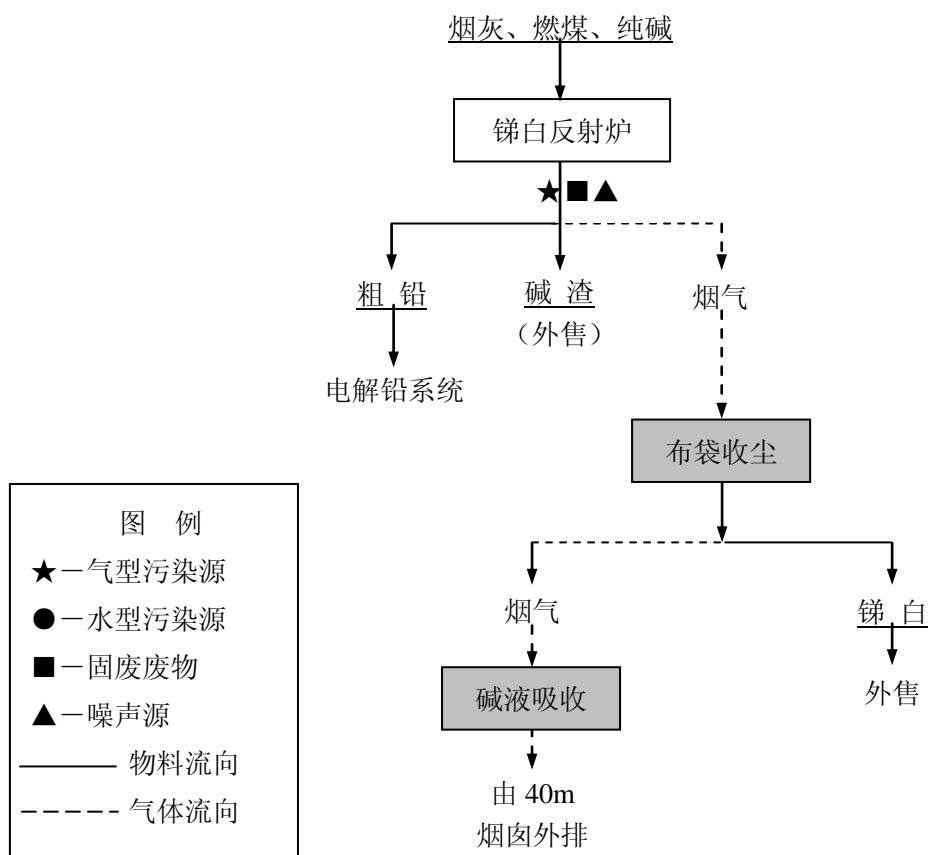 烟灰、燃煤、纯碱
锑白反射炉
粗 铅
碱 渣
烟气
（外售）
电解铅系统
布袋收尘
烟气
锑 白
碱液吸收
外售
由 40m
烟囱外排
图 例
★－气型污染源
●－水型污染源
■－固废废物
▲－噪声源
物料流向
气体流向